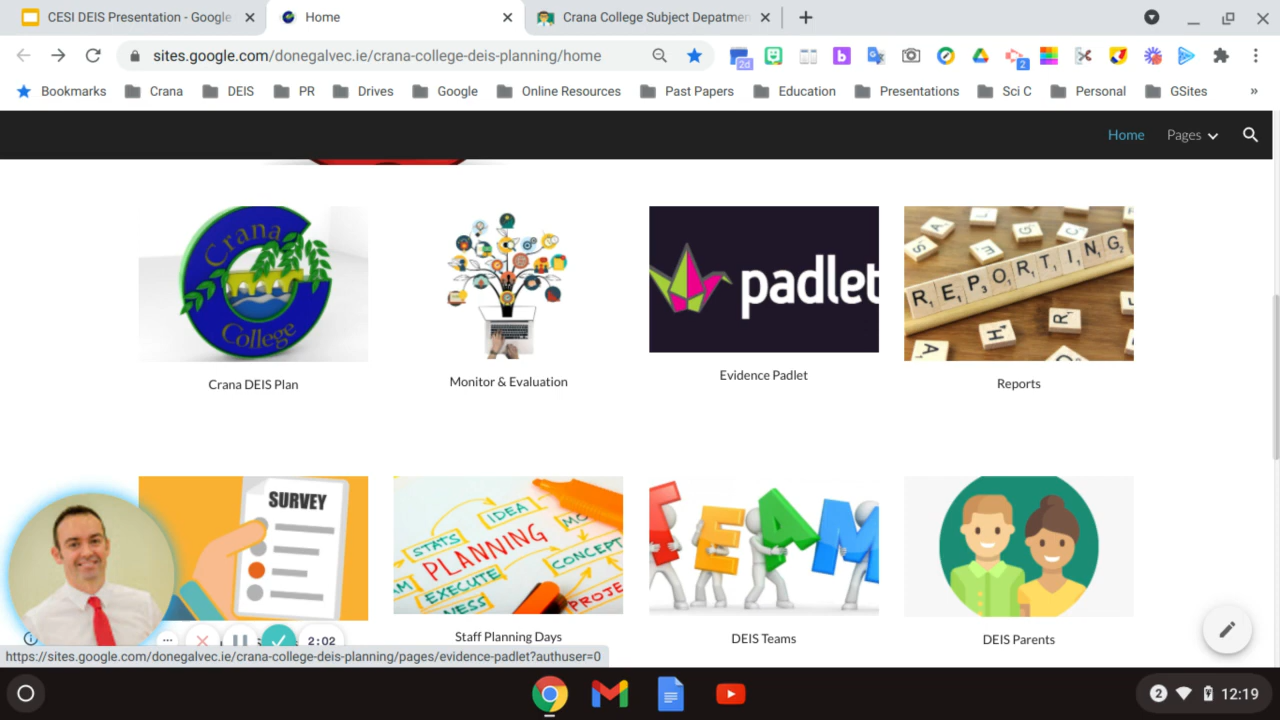 CESI DEIS Presentation - Google
Home
Crana College Subject Depatmen
sites.google.com/donegalvec.ie/crana-college-deis-planning/home
2d
2
Bookmarks
Crana
DEIS
PR
Drives
Google
Online Resources
Past Papers
Education
Presentations
Sci C
Personal
GSites
»
Home
Pages
Crana
College
padlet
REPORTING
H
R
A
Crana DEIS Plan
Monitor & Evaluation
Evidence Padlet
Reports
SURVEY
IDEA
STATS
PLANNING
CONCEPT
EXECUTE
PROJE
NESS
TEAM
Staff Planning Days
DEIS Teams
DEIS Parents
2:02
https://sites.google.com/donegalvec.ie/crana-college-deis-planning/pages/evidence-padlet?authuser=0
2
12:19